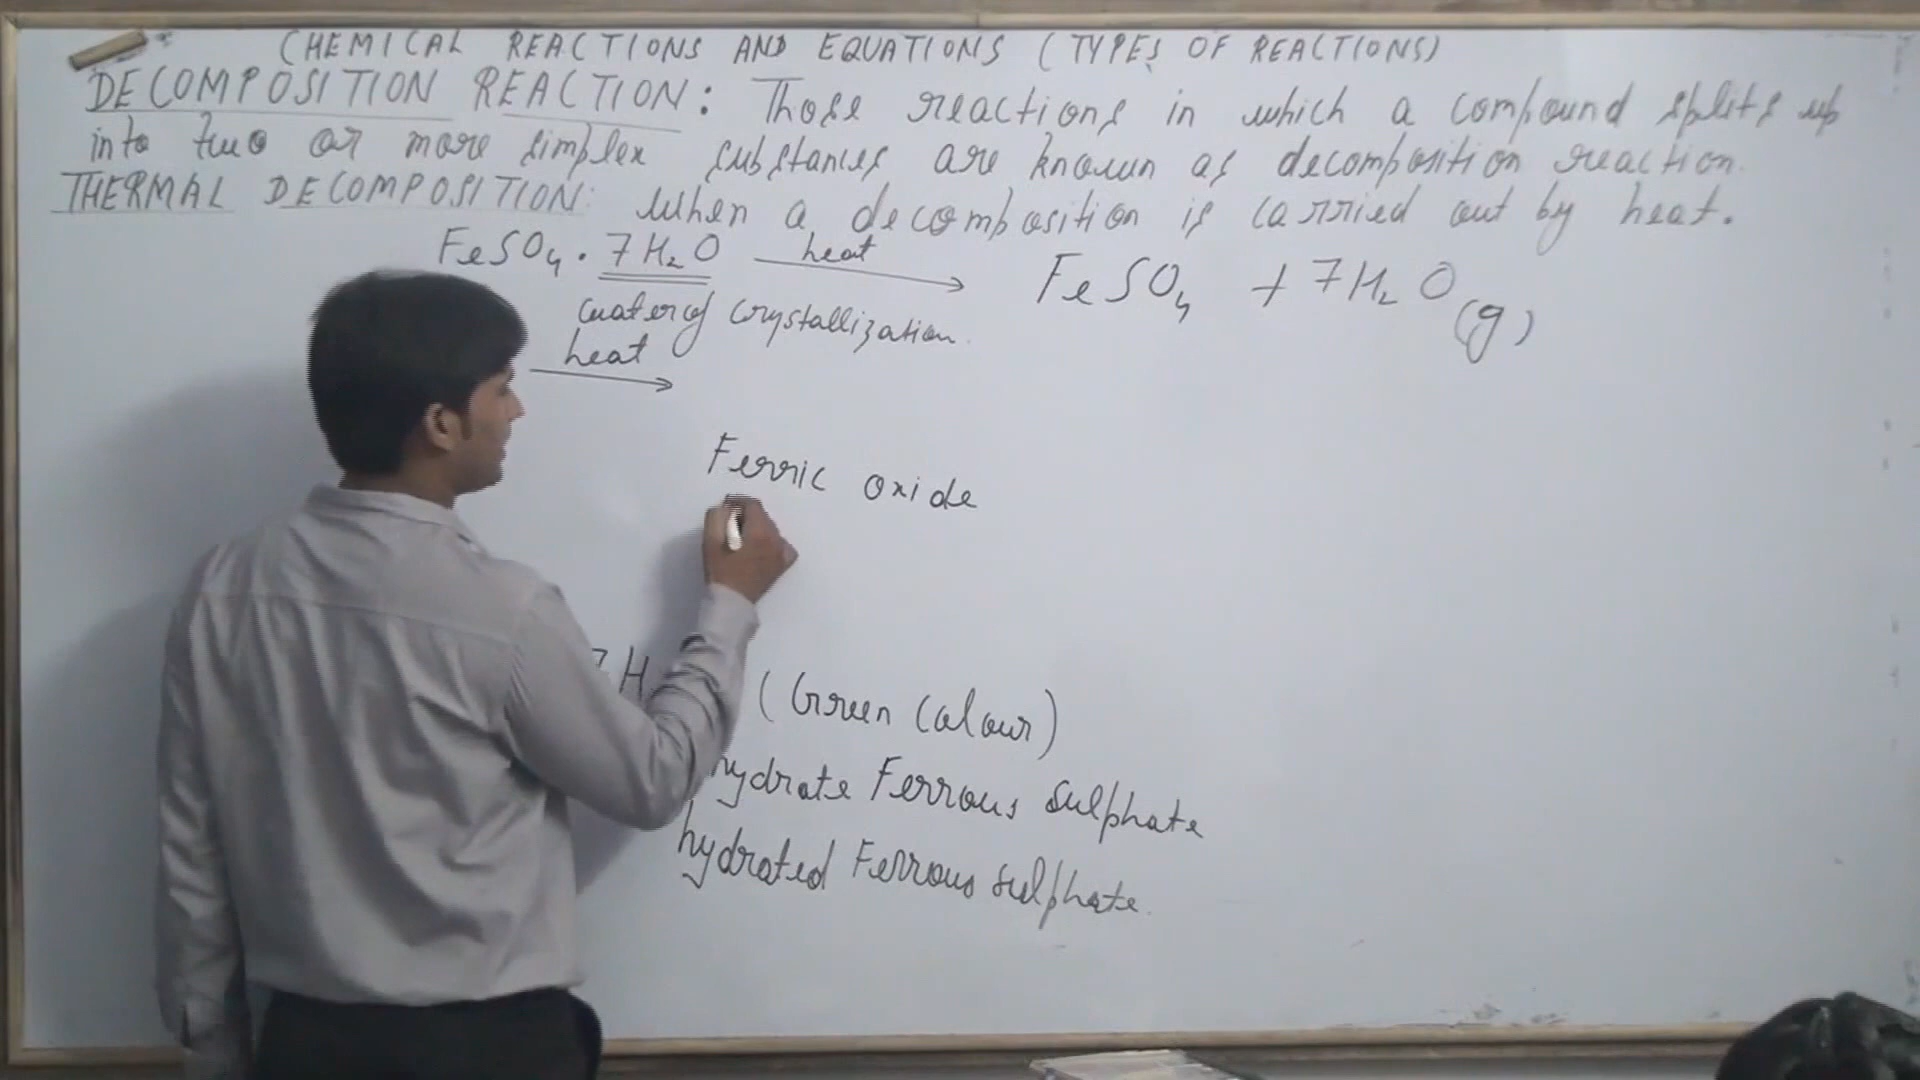 CHEMICAL REACTIONS AND EQUATIONS (TYPES OF REACTIONS)
DECOMPOSITION REACTION: Those reactions in which a compound splits up
into two or more simplex substances are known as decomposition reaction.
THERMAL DECOMPOSITION: When a decomposition is carried out by heat.
FeSO₄ · 7H₂O heat → FeSO₄ + 7H₂O (g)
water of crystallization
heat →
Ferric oxide
7H (Green Colour)
hydrate Ferrous Sulphate
hydrated Ferrous sulphate.